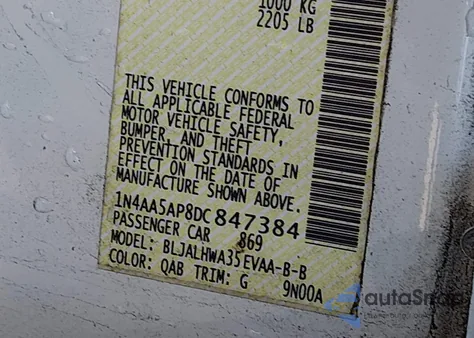 1000 KG
2205 LB
THIS VEHICLE CONFORMS TO
ALL APPLICABLE FEDERAL
MOTOR VEHICLE SAFETY,
BUMPER, AND THEFT
PREVENTION STANDARDS IN
EFFECT ON THE DATE OF
MANUFACTURE SHOWN ABOVE.
1N4AA5AP8DC847384
PASSENGER CAR 869
MODEL: BLJALHWA35EVAA-B-B
COLOR: QAB TRIM: G 9N00A
autaSnap